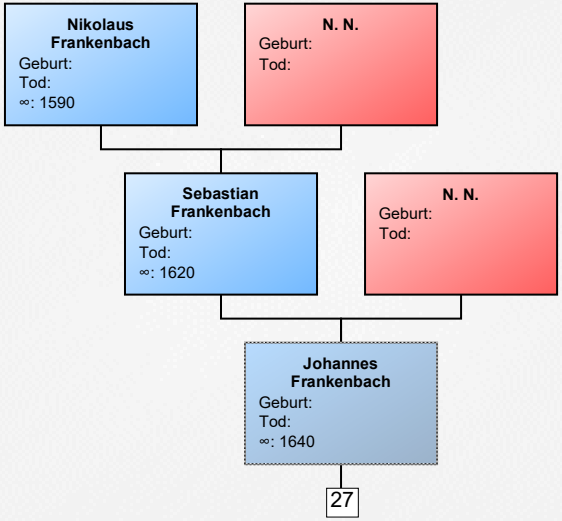 Nikolaus
Frankenbach
Geburt:
Tod:
∞: 1590
N. N.
Geburt:
Tod:
Sebastian
Frankenbach
Geburt:
Tod:
∞: 1620
N. N.
Geburt:
Tod:
Johannes
Frankenbach
Geburt:
Tod:
∞: 1640
27